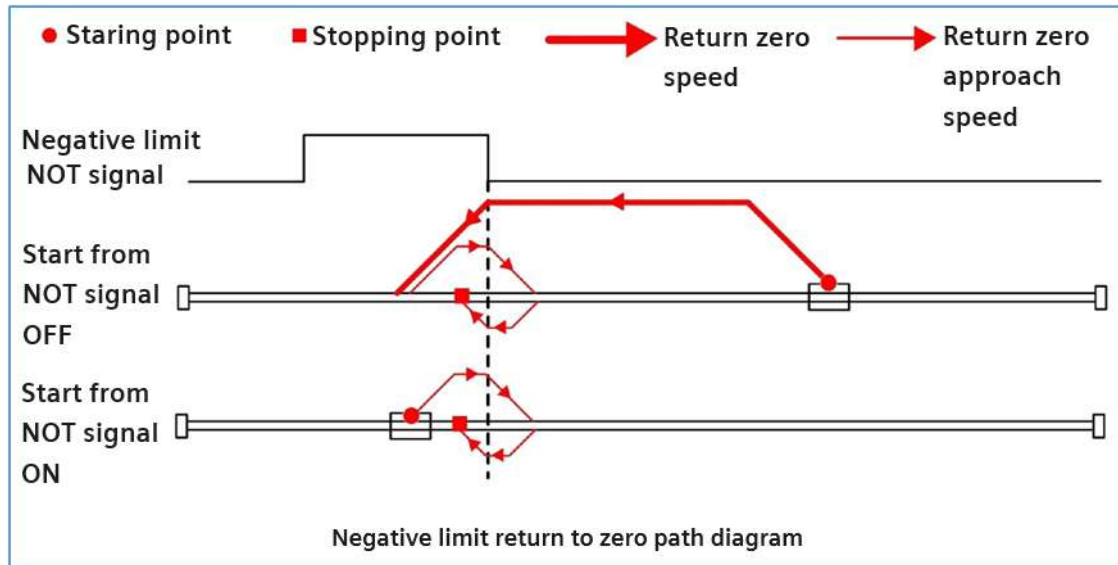 Staring point
Stopping point
Return zero
speed
Return zero
approach
speed
Negative limit
NOT signal
Start from
NOT signal
OFF
Start from
NOT signal
ON
Negative limit return to zero path diagram